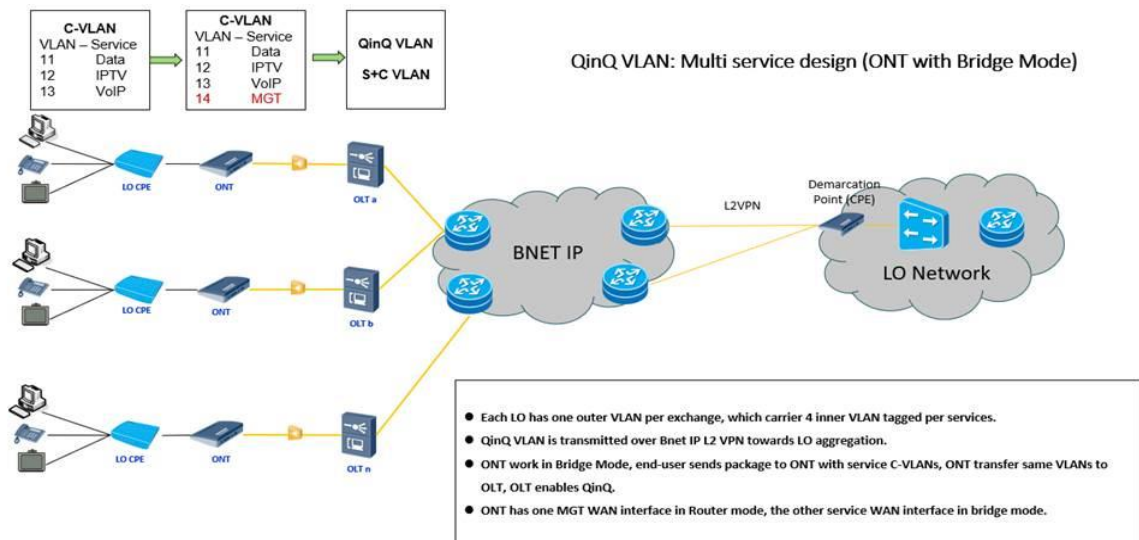 C-VLAN
VLAN – Service
11 Data
12 IPTV
13 VoIP
C-VLAN
VLAN – Service
11 Data
12 IPTV
13 VoIP
14 MGT
QinQ VLAN
S+C VLAN
QinQ VLAN: Multi service design (ONT with Bridge Mode)
LO CPE
ONT
OLT a
LO CPE
ONT
OLT b
LO CPE
ONT
OLT n
BNET IP
L2VPN
Demarcation
Point (CPE)
LO Network
● Each LO has one outer VLAN per exchange, which carrier 4 inner VLAN tagged per services.
● QinQ VLAN is transmitted over Bnet IP L2 VPN towards LO aggregation.
● ONT work in Bridge Mode, end-user sends package to ONT with service C-VLANs, ONT transfer same VLANs to
OLT, OLT enables QinQ.
● ONT has one MGT WAN interface in Router mode, the other service WAN interface in bridge mode.